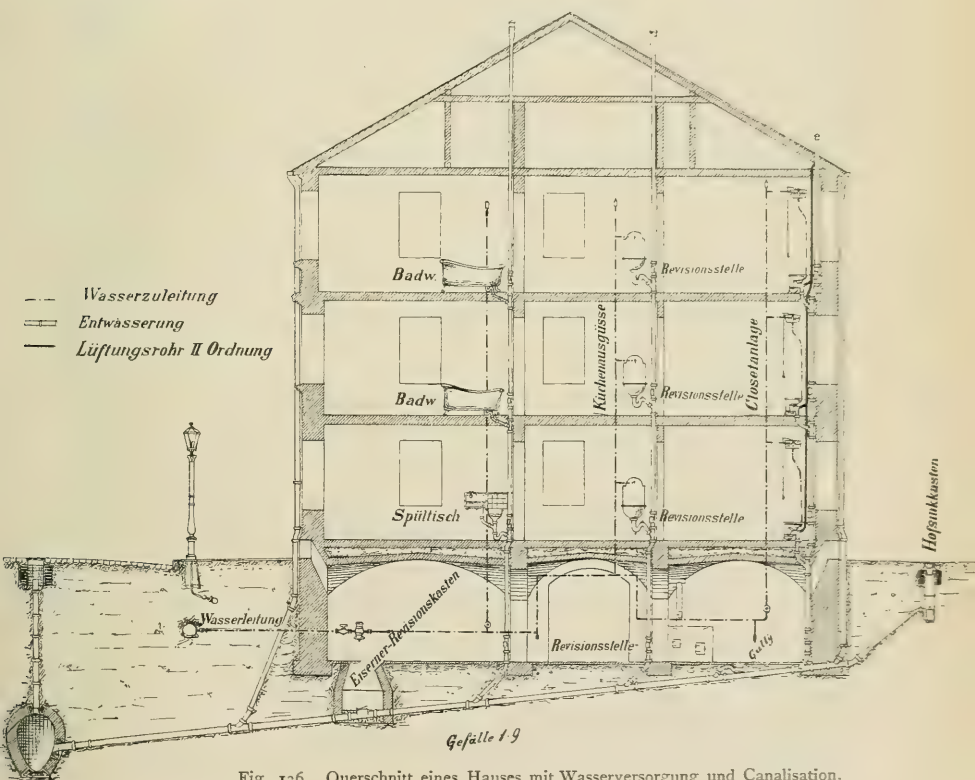 Wasserzuleitung
Entwässerung
Lüftungsrohr II Ordnung
e
Badw.
Revisionsstelle
Küchenausgüsse
Closetanlage
Badw
Revisionsstelle
Spültisch
Revisionsstelle
Hofsinkkasten
Wasserleitung
Eiserner-Revisionskasten
Revisionsstelle
Gully
Gefälle 1·9
Fig. 126. Querschnitt eines Hauses mit Wasserversorgung und Canalisation.